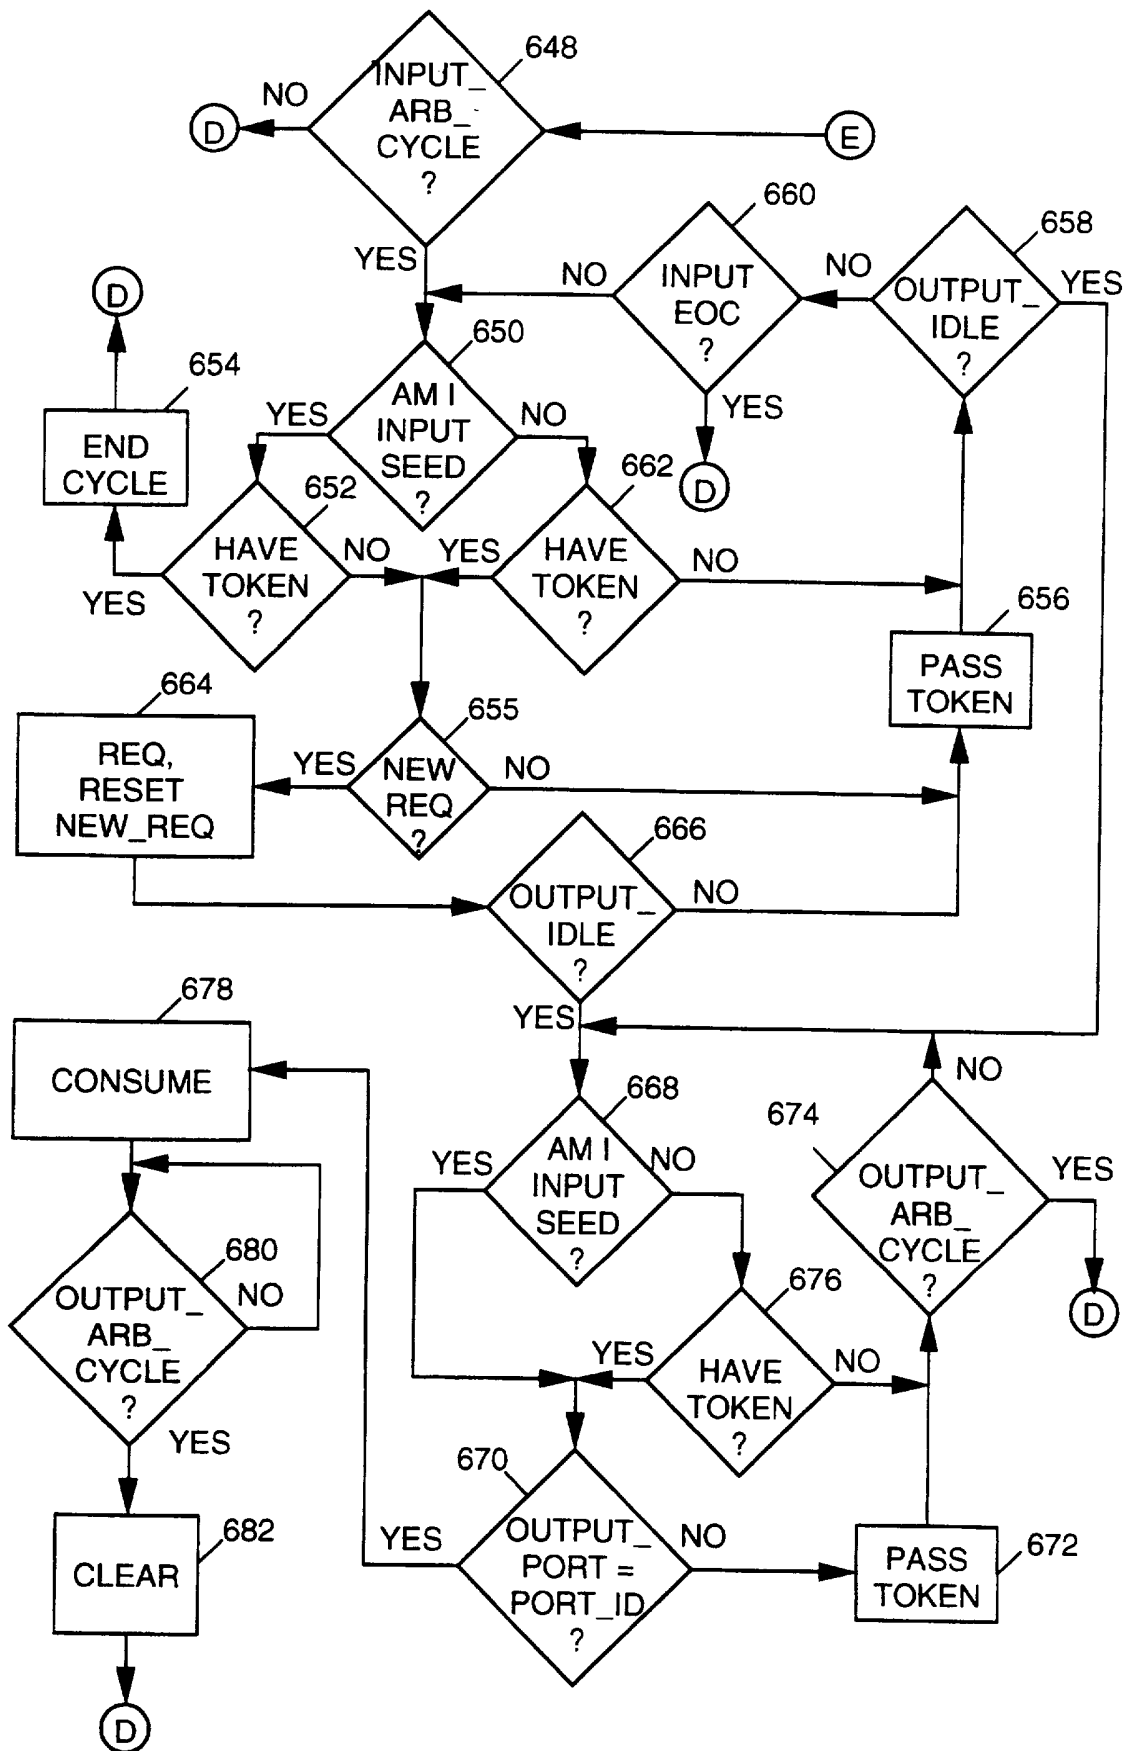 648
INPUT_
ARB_
CYCLE
?
NO
D
E
YES
660
INPUT
EOC
?
NO
YES
D
658
OUTPUT_
IDLE
?
NO
YES
D
654
END
CYCLE
650
AM I
INPUT
SEED
?
YES
NO
652
HAVE
TOKEN
?
YES
NO
662
HAVE
TOKEN
?
YES
NO
656
PASS
TOKEN
664
REQ,
RESET
NEW_REQ
655
NEW
REQ
?
YES
NO
666
OUTPUT_
IDLE
?
NO
YES
678
CONSUME
668
AM I
INPUT
SEED
?
YES
NO
674
OUTPUT_
ARB_
CYCLE
?
NO
YES
D
680
OUTPUT_
ARB_
CYCLE
?
NO
YES
676
HAVE
TOKEN
?
YES
NO
670
OUTPUT_
PORT =
PORT_ID
?
YES
NO
672
PASS
TOKEN
682
CLEAR
D